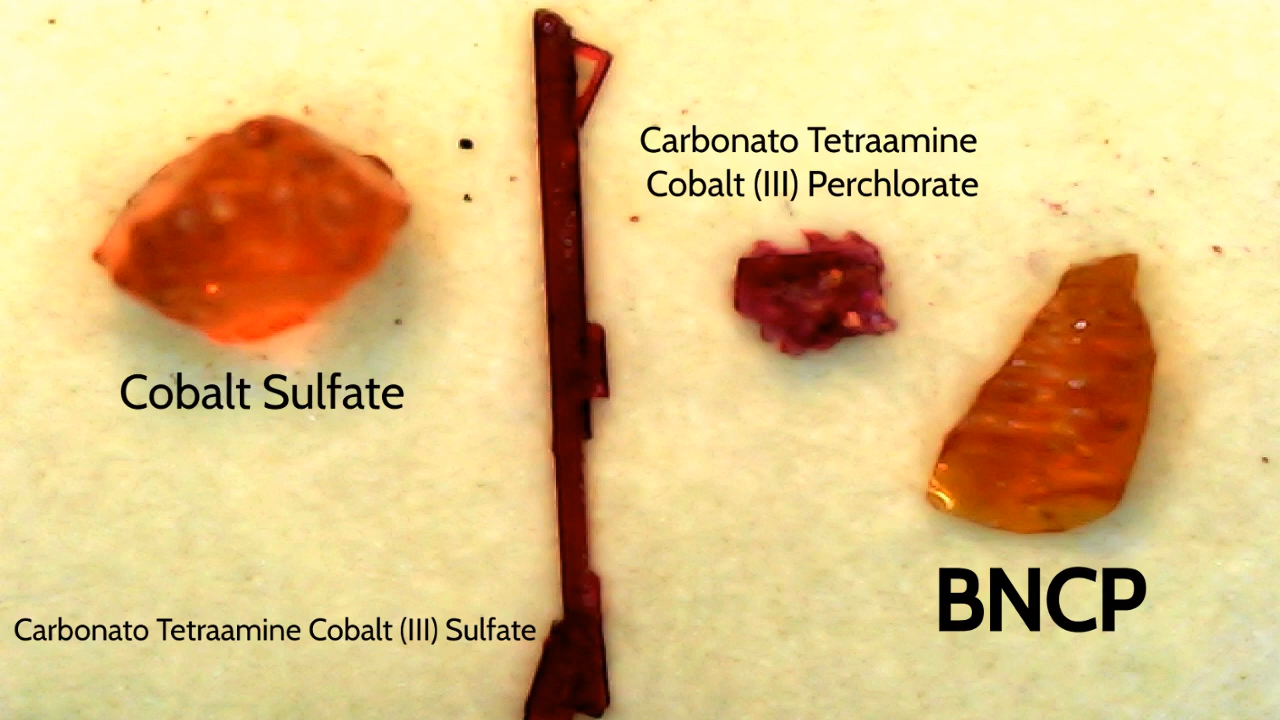 Carbonato Tetraamine
Cobalt (III) Perchlorate
Cobalt Sulfate
BNCP
Carbonato Tetraamine Cobalt (III) Sulfate